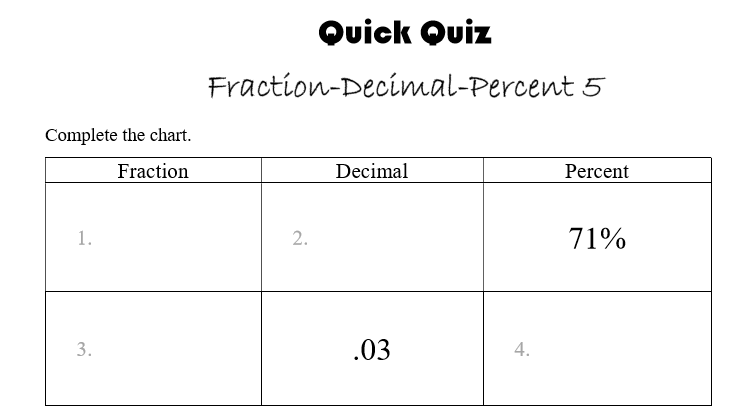 Quick Quiz
Fraction-Decimal-Percent 5
Complete the chart.
Fraction Decimal Percent
1. 2. 71%
3. .03 4.